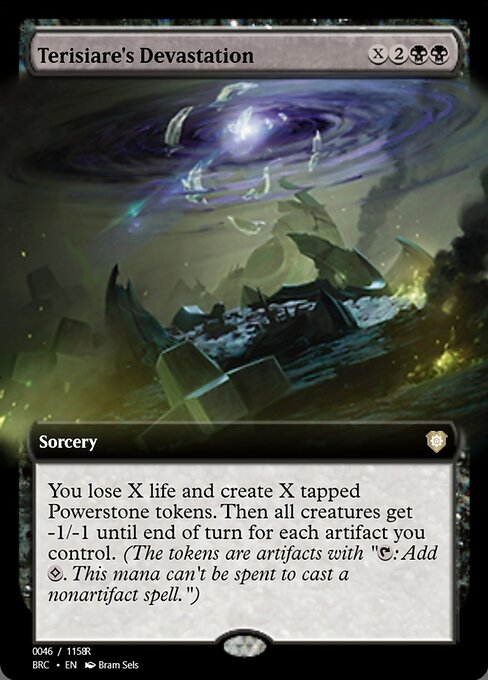 Terisiare's Devastation X2
Sorcery
You lose X life and create X tapped
Powerstone tokens. Then all creatures get
-1/-1 until end of turn for each artifact you
control. (The tokens are artifacts with "T: Add
C. This mana can't be spent to cast a
nonartifact spell.")
0046 / 1158R
BRC • EN Bram Sels